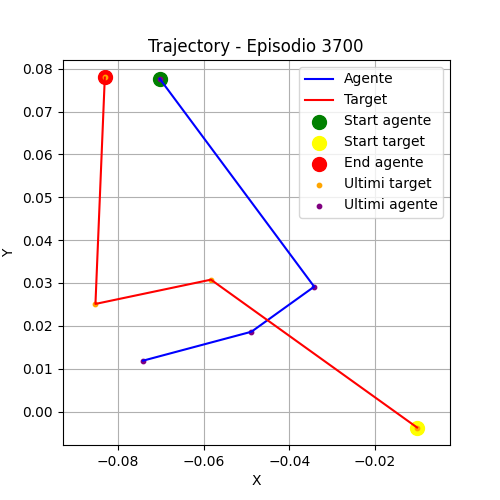 Trajectory - Episodio 3700
Agente
Target
Start agente
Start target
End agente
Ultimi target
Ultimi agente
0.08
0.07
0.06
0.05
0.04
0.03
0.02
0.01
0.00
Y
−0.08
−0.06
−0.04
−0.02
X